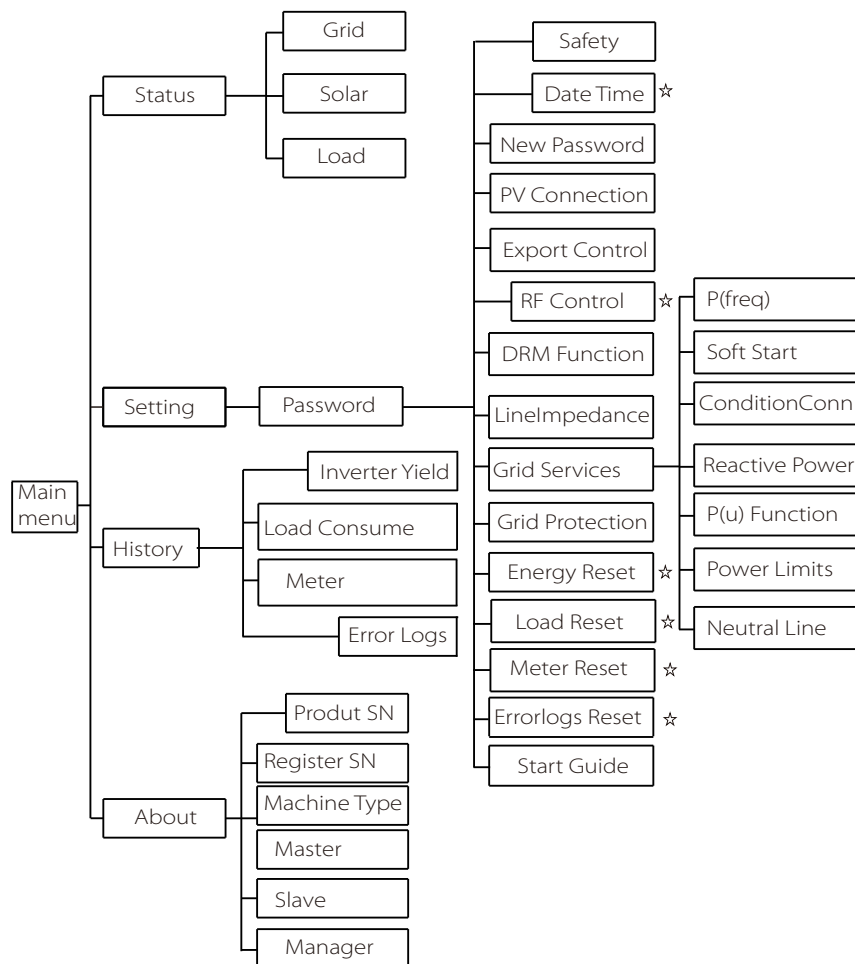 Main
menu
Status
Grid
Solar
Load
Setting
Password
Safety
Date Time ☆
New Password
PV Connection
Export Control
RF Control ☆
DRM Function
LineImpedance
Grid Services
Grid Protection
Energy Reset ☆
Load Reset ☆
Meter Reset ☆
Errorlogs Reset ☆
Start Guide
P(freq)
Soft Start
ConditionConn
Reactive Power
P(u) Function
Power Limits
Neutral Line
History
Inverter Yield
Load Consume
Meter
Error Logs
About
Produt SN
Register SN
Machine Type
Master
Slave
Manager